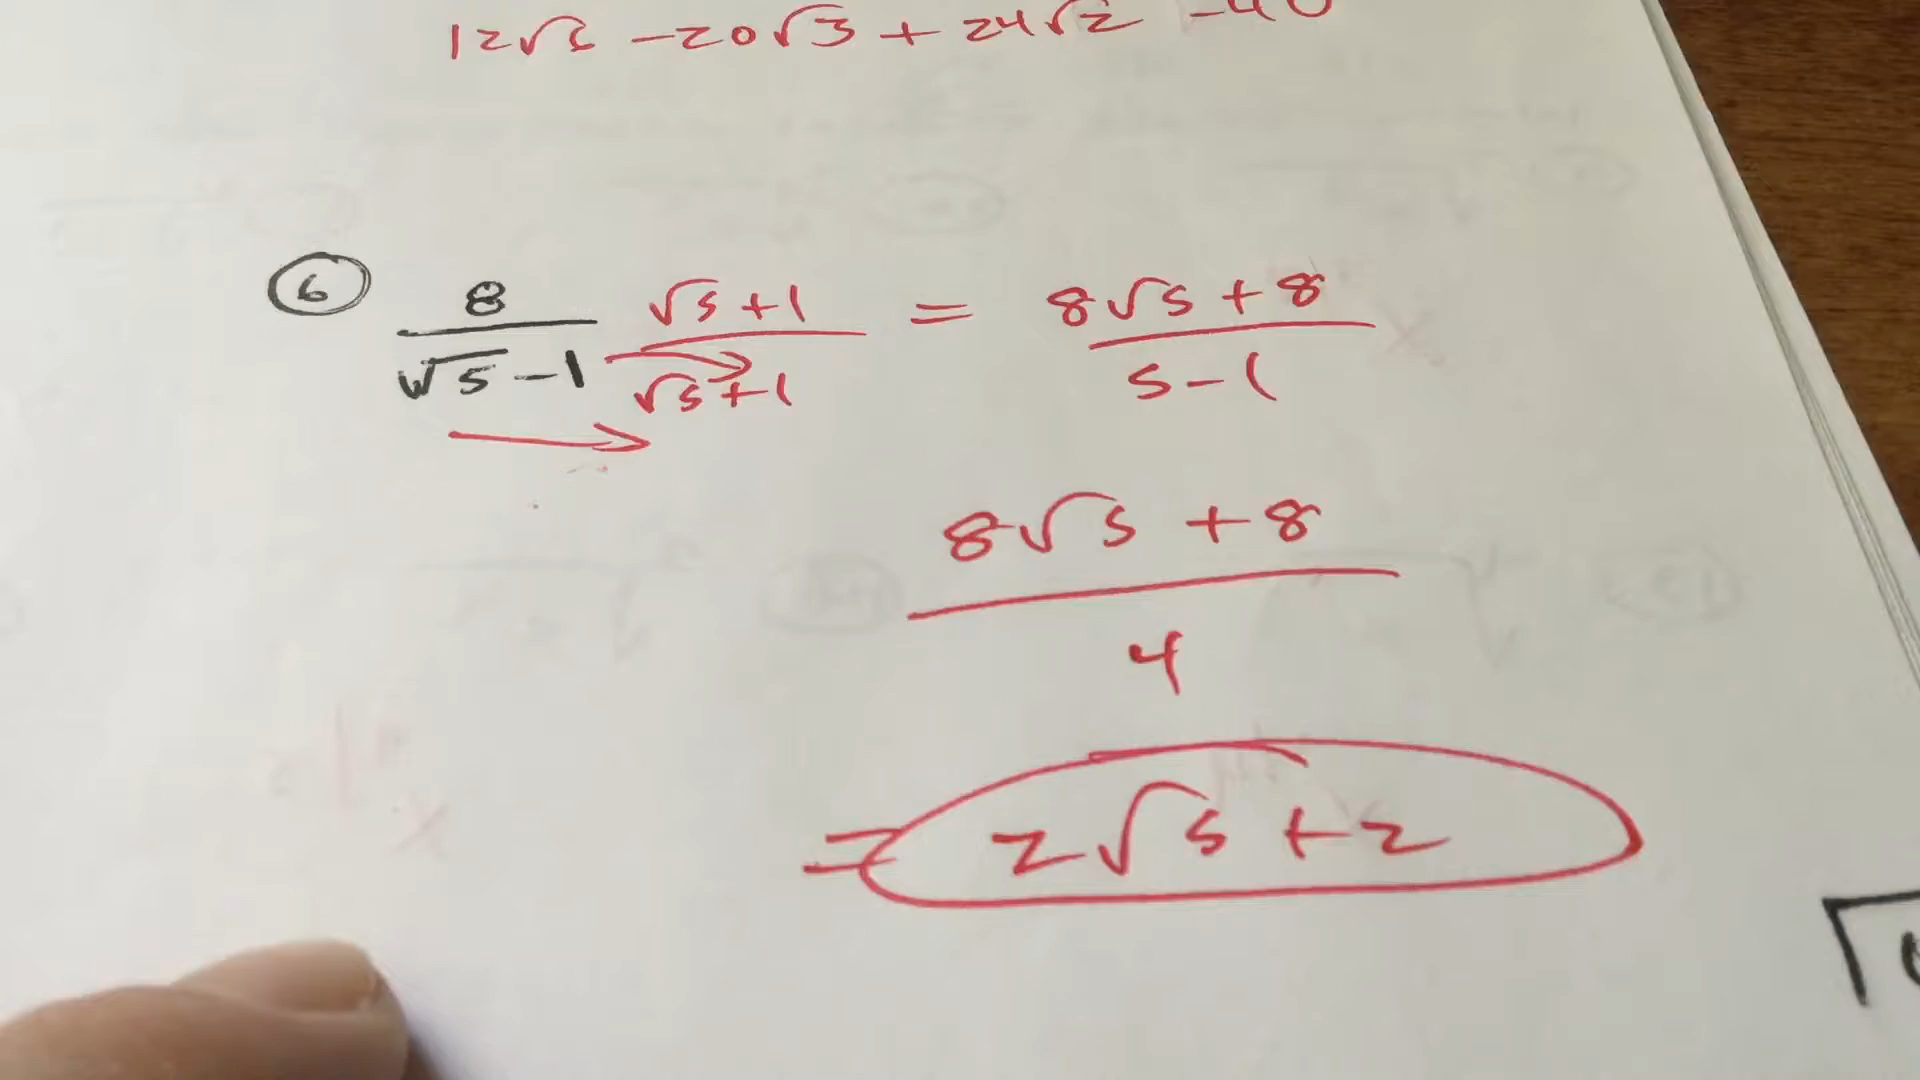 12√6 - 20√3 + 24√2 - 40
⑥ 8/(√5 - 1) (√5 + 1)/(√5 + 1) = (8√5 + 8)/(5 - 1)
(8√5 + 8)/4
= 2√5 + 2